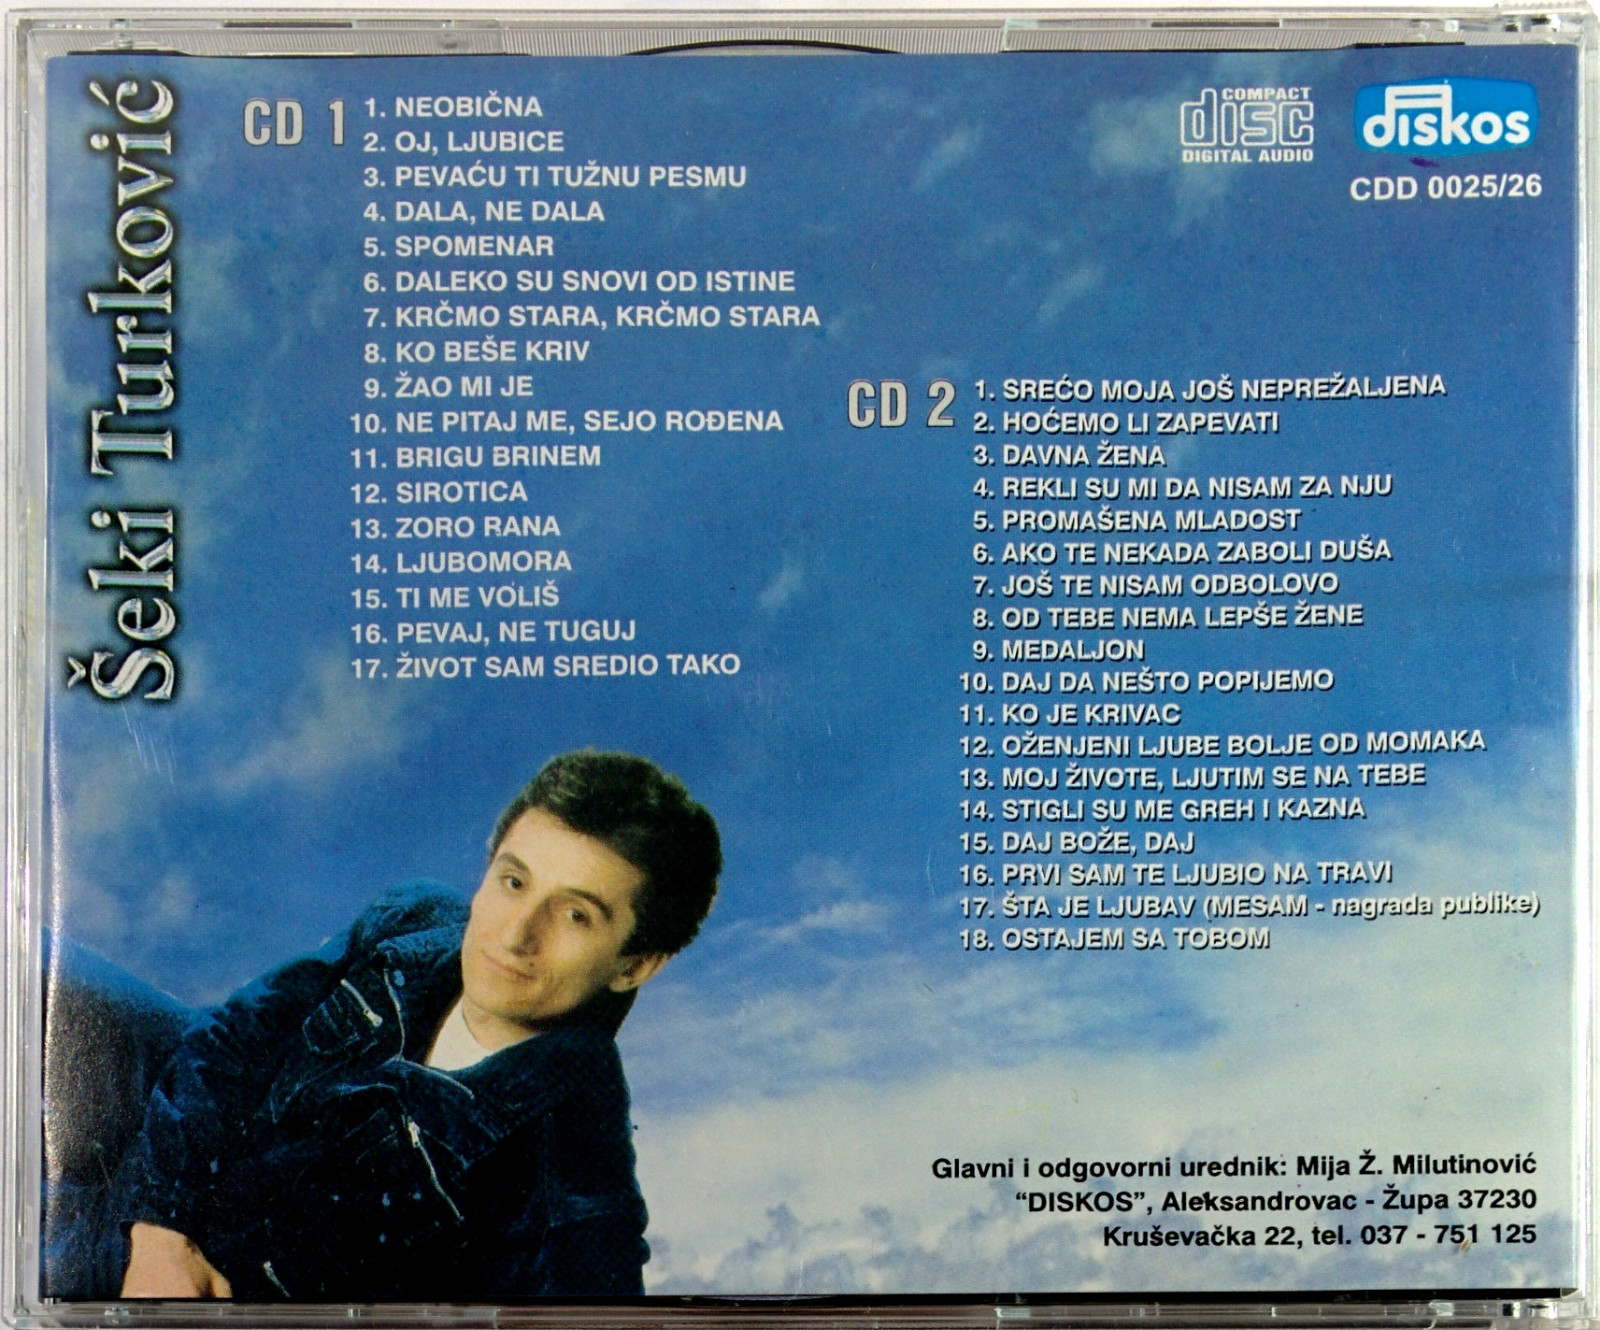 Šeki Turković
CD 1
1. NEOBIČNA
2. OJ, LJUBICE
3. PEVAĆU TI TUŽNU PESMU
4. DALA, NE DALA
5. SPOMENAR
6. DALEKO SU SNOVI OD ISTINE
7. KRČMO STARA, KRČMO STARA
8. KO BEŠE KRIV
9. ŽAO MI JE
10. NE PITAJ ME, SEJO ROĐENA
11. BRIGU BRINEM
12. SIROTICA
13. ZORO RANA
14. LJUBOMORA
15. TI ME VOLIŠ
16. PEVAJ, NE TUGUJ
17. ŽIVOT SAM SREDIO TAKO
COMPACT
disc
DIGITAL AUDIO
diskos
CDD 0025/26
CD 2
1. SREĆO MOJA JOŠ NEPREŽALJENA
2. HOĆEMO LI ZAPEVATI
3. DAVNA ŽENA
4. REKLI SU MI DA NISAM ZA NJU
5. PROMAŠENA MLADOST
6. AKO TE NEKADA ZABOLI DUŠA
7. JOŠ TE NISAM ODBOLOVO
8. OD TEBE NEMA LEPŠE ŽENE
9. MEDALJON
10. DAJ DA NEŠTO POPIJEMO
11. KO JE KRIVAC
12. OŽENJENI LJUBE BOLJE OD MOMAKA
13. MOJ ŽIVOTE, LJUTIM SE NA TEBE
14. STIGLI SU ME GREH I KAZNA
15. DAJ BOŽE, DAJ
16. PRVI SAM TE LJUBIO NA TRAVI
17. ŠTA JE LJUBAV (MESAM - nagrada publike)
18. OSTAJEM SA TOBOM
Glavni i odgovorni urednik: Mija Ž. Milutinović
“DISKOS”, Aleksandrovac - Župa 37230
Kruševačka 22, tel. 037 - 751 125